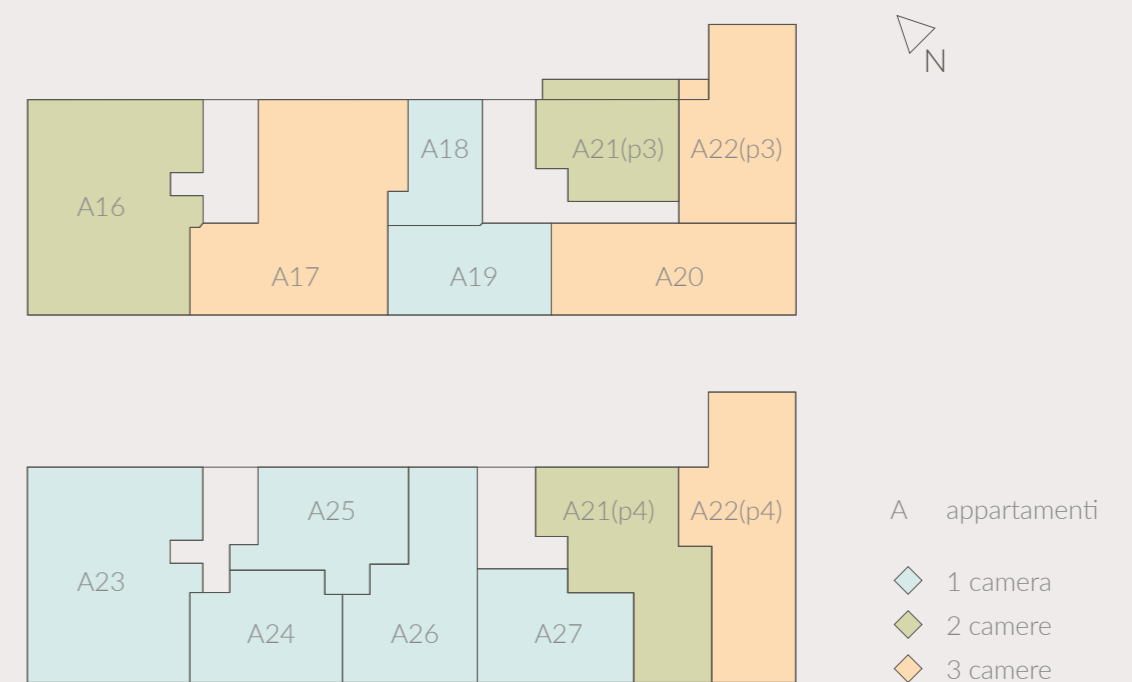 N
A18
A21(p3)
A22(p3)
A16
A17
A19
A20
A25
A21(p4)
A22(p4)
A23
A24
A26
A27
A appartamenti
1 camera
2 camere
3 camere